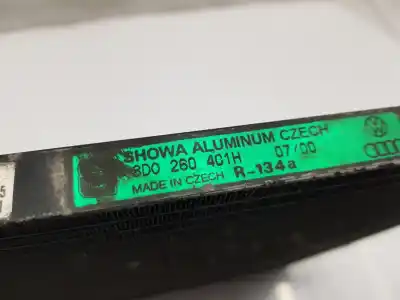 SHOWA ALUMINUM CZECH
8D0 260 401H 07/00
MADE IN CZECH R-134a